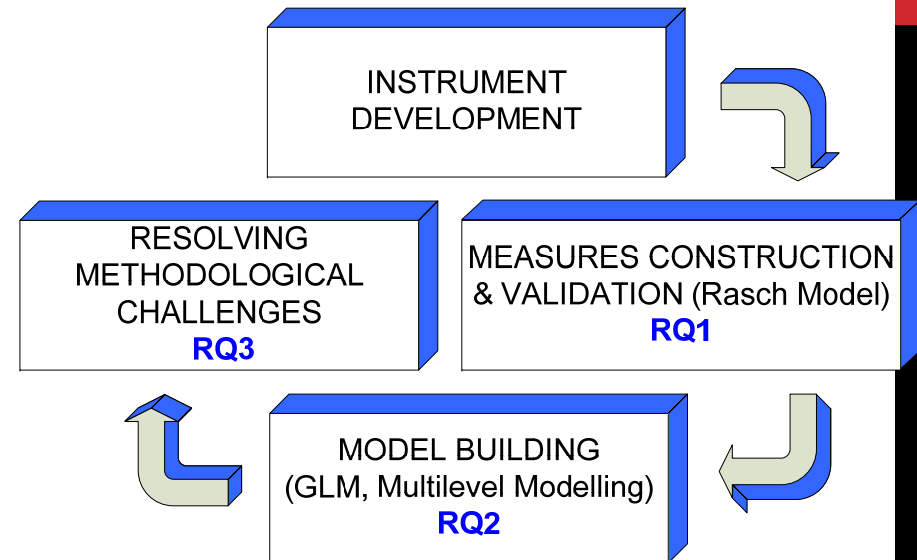 INSTRUMENT
DEVELOPMENT
RESOLVING
METHODOLOGICAL
CHALLENGES
RQ3
MEASURES CONSTRUCTION
& VALIDATION (Rasch Model)
RQ1
MODEL BUILDING
(GLM, Multilevel Modelling)
RQ2